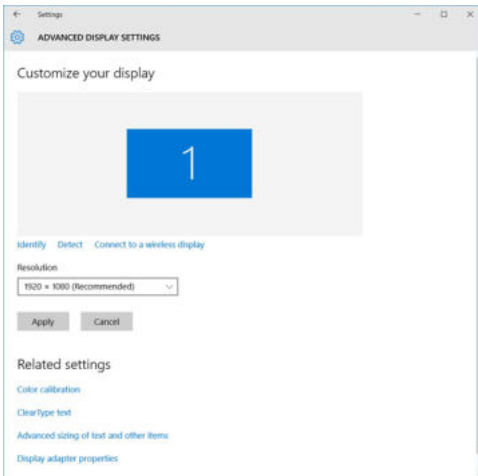 Settings
ADVANCED DISPLAY SETTINGS
Customize your display
1
Identify Detect Connect to a wireless display
Resolution
1920 × 1080 (Recommended)
Apply Cancel
Related settings
Color calibration
ClearType text
Advanced sizing of text and other items
Display adapter properties